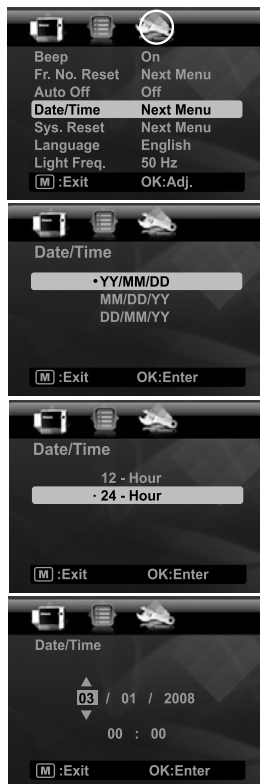 Beep On
Fr. No. Reset Next Menu
Auto Off Off
Date/Time Next Menu
Sys. Reset Next Menu
Language English
Light Freq. 50 Hz
M :Exit OK:Adj.
Date/Time
•YY/MM/DD
MM/DD/YY
DD/MM/YY
M :Exit OK:Enter
Date/Time
12 - Hour
· 24 - Hour
M :Exit OK:Enter
Date/Time
03 / 01 / 2008
00 : 00
M :Exit OK:Enter